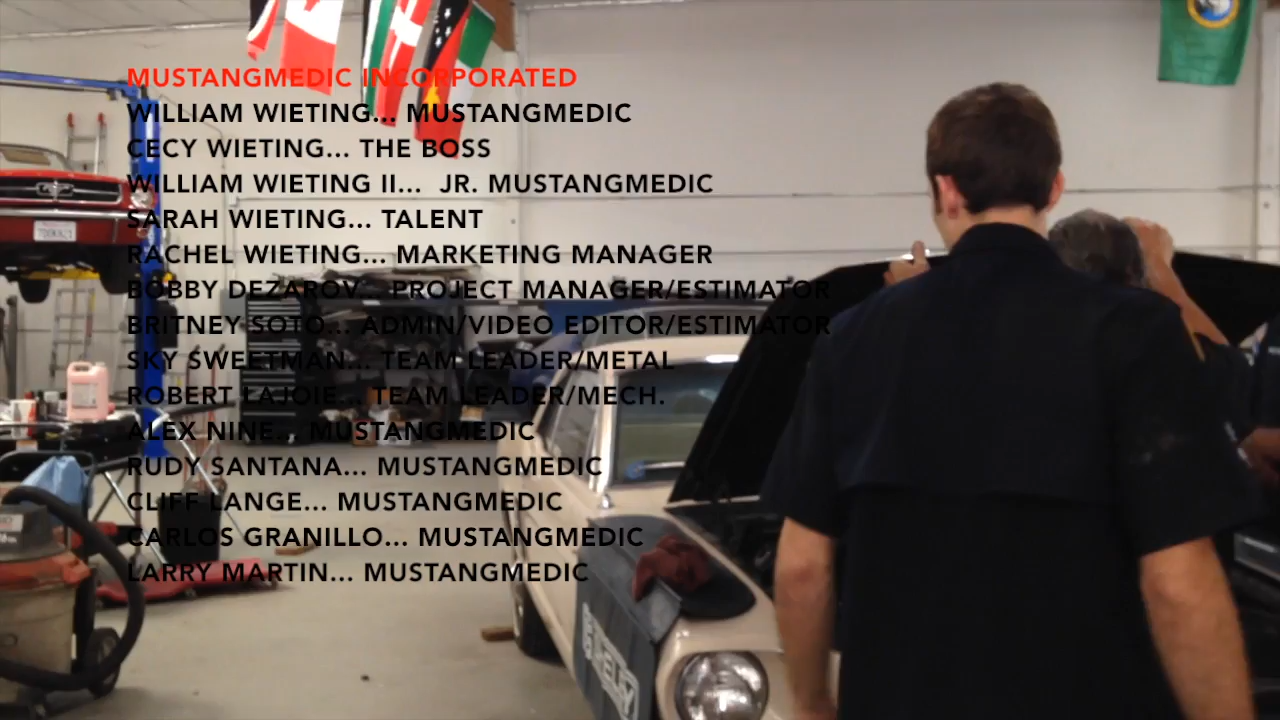 MUSTANGMEDIC INCORPORATED
WILLIAM WIETING... MUSTANGMEDIC
CECY WIETING... THE BOSS
WILLIAM WIETING II... JR. MUSTANGMEDIC
SARAH WIETING... TALENT
RACHEL WIETING... MARKETING MANAGER
BOBBY DEZAROV... PROJECT MANAGER/ESTIMATOR
BRITNEY SOTO... ADMIN/VIDEO EDITOR/ESTIMATOR
SKY SWEETMAN... TEAM LEADER/METAL
ROBERT LAJOIE... TEAM LEADER/MECH.
ALEX NINE... MUSTANGMEDIC
RUDY SANTANA... MUSTANGMEDIC
CLIFF LANGE... MUSTANGMEDIC
CARLOS GRANILLO... MUSTANGMEDIC
LARRY MARTIN... MUSTANGMEDIC
SHELBY